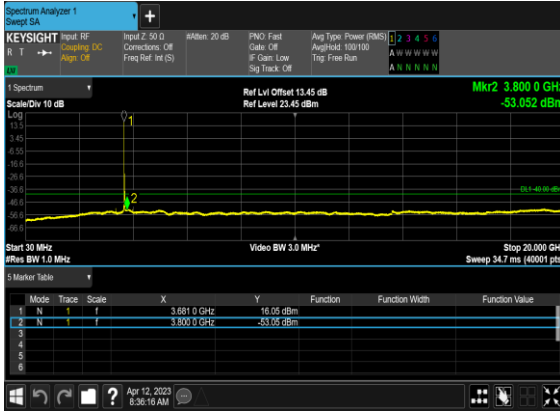 Spectrum Analyzer 1
Swept SA
+
KEYSIGHT Input: RF Input Z: 50 Ω #Atten: 20 dB PNO: Fast Avg Type: Power (RMS) 1 2 3 4 5 6
R T Coupling: DC Corrections: Off Gate: Off Avg|Hold: 100/100 A W W W W W
Align: Off Freq Ref: Int (S) IF Gain: Low Trig: Free Run
Sig Track: Off A N N N N N
1 Spectrum Ref Lvl Offset 13.45 dB Mkr2 3.800 0 GHz
Scale/Div 10 dB Ref Level 23.45 dBm -53.052 dBm
Log
1
13.5
3.45
-6.55
-16.6
-26.6
-36.6
DL1 -40.00 dBm
-46.6
2
-56.6
-66.6
Start 30 MHz Video BW 3.0 MHz* Stop 20.000 GHz
#Res BW 1.0 MHz Sweep 34.7 ms (40001 pts)
5 Marker Table
Mode Trace Scale X Y Function Function Width Function Value
1 N 1 f 3.681 0 GHz 16.05 dBm
2 N 1 f 3.800 0 GHz -53.05 dBm
3
4
5
6
? Apr 12, 2023
8:36:16 AM